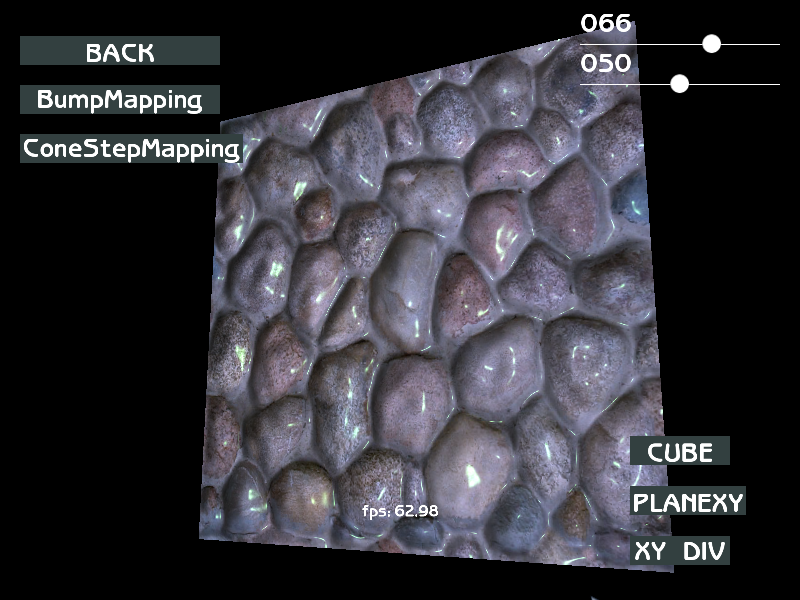 066
BACK
050
BumpMapping
ConeStepMapping
CUBE
PLANEXY
fps: 62.98
XY DIV